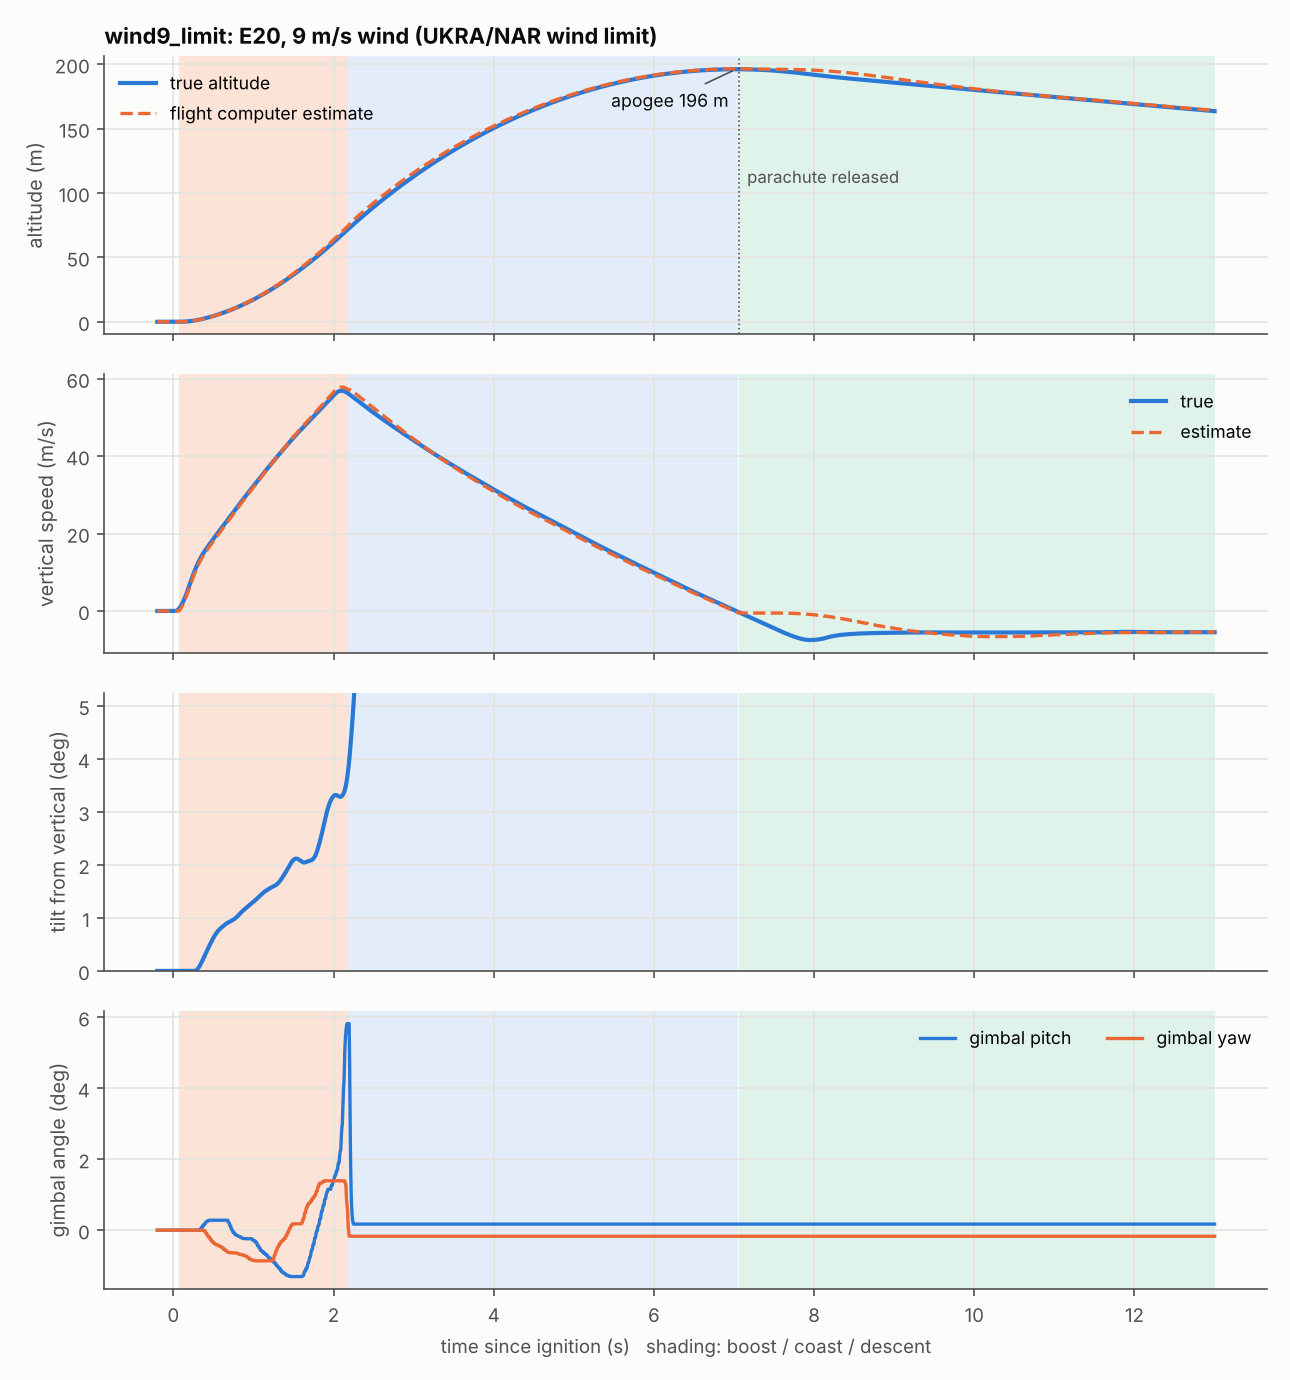 wind9_limit: E20, 9 m/s wind (UKRA/NAR wind limit)
true altitude
flight computer estimate
apogee 196 m
parachute released
altitude (m)
200
150
100
50
0
true
estimate
vertical speed (m/s)
60
40
20
0
tilt from vertical (deg)
5
4
3
2
1
0
gimbal pitch
gimbal yaw
gimbal angle (deg)
6
4
2
0
0 2 4 6 8 10 12
time since ignition (s) shading: boost / coast / descent